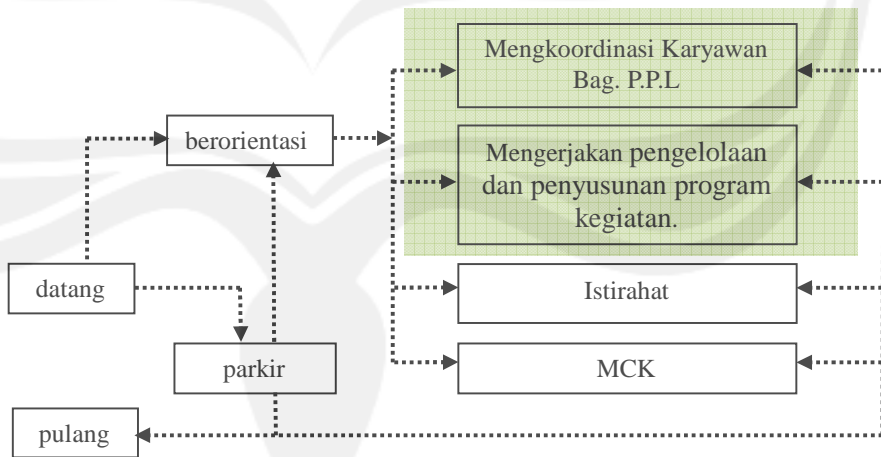 Mengkoordinasi Karyawan
Bag. P.P.L
berorientasi
Mengerjakan pengelolaan
dan penyusunan program
kegiatan.
datang
Istirahat
parkir
MCK
pulang